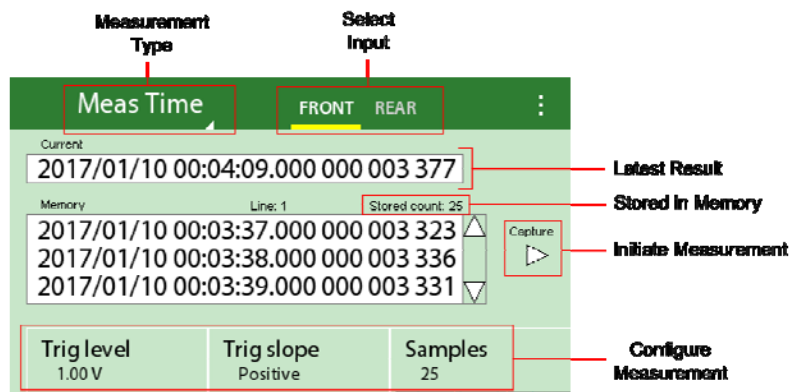 Measurement
Type
Select
Input
Meas Time
FRONT REAR
Current
2017/01/10 00:04:09.000 000 003 377
Latest Result
Memory Line: 1 Stored count: 25
Stored in Memory
2017/01/10 00:03:37.000 000 003 323
2017/01/10 00:03:38.000 000 003 336
2017/01/10 00:03:39.000 000 003 331
Capture
Initiate Measurement
Trig level Trig slope Samples
1.00 V Positive 25
Configure
Measurement